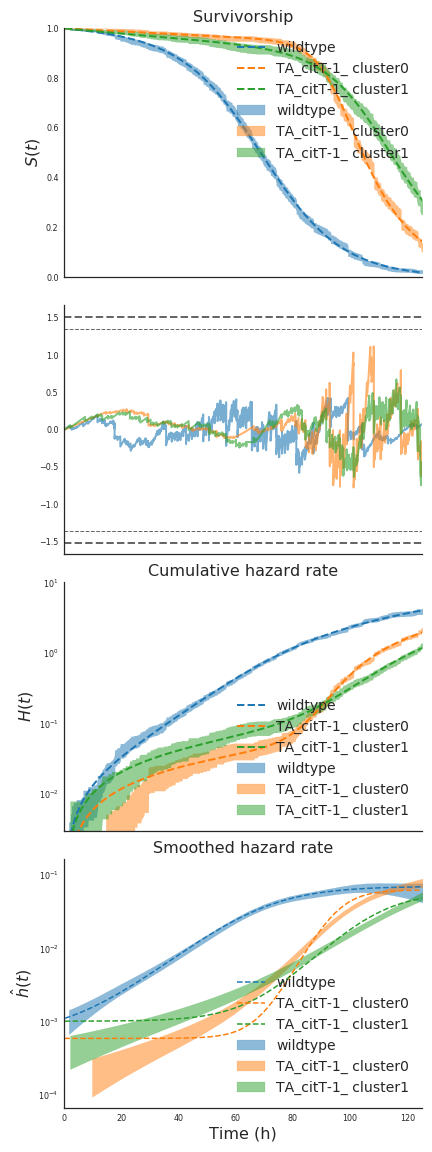 Survivorship
1.0
0.8
0.6
0.4
0.2
0.0
S(t)
wildtype
TA_citT-1_ cluster0
TA_citT-1_ cluster1
wildtype
TA_citT-1_ cluster0
TA_citT-1_ cluster1
1.5
1.0
0.5
0.0
−0.5
−1.0
−1.5
Cumulative hazard rate
10¹
10⁰
10⁻¹
10⁻²
H(t)
wildtype
TA_citT-1_ cluster0
TA_citT-1_ cluster1
wildtype
TA_citT-1_ cluster0
TA_citT-1_ cluster1
Smoothed hazard rate
10⁻¹
10⁻²
10⁻³
10⁻⁴
ĥ(t)
wildtype
TA_citT-1_ cluster0
TA_citT-1_ cluster1
wildtype
TA_citT-1_ cluster0
TA_citT-1_ cluster1
0 20 40 60 80 100 120
Time (h)